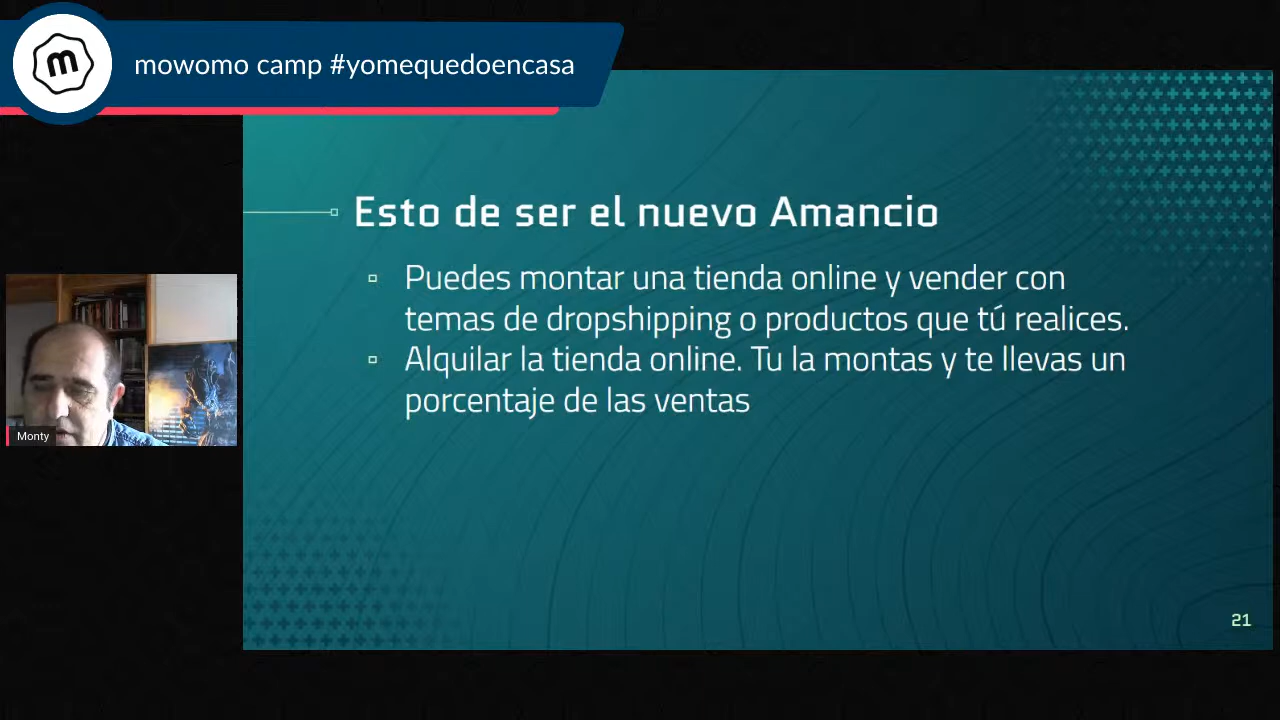 m
mowomo camp #yomequedoencasa
Esto de ser el nuevo Amancio
Puedes montar una tienda online y vender con
temas de dropshipping o productos que tú realices.
Alquilar la tienda online. Tu la montas y te llevas un
porcentaje de las ventas
Monty
21